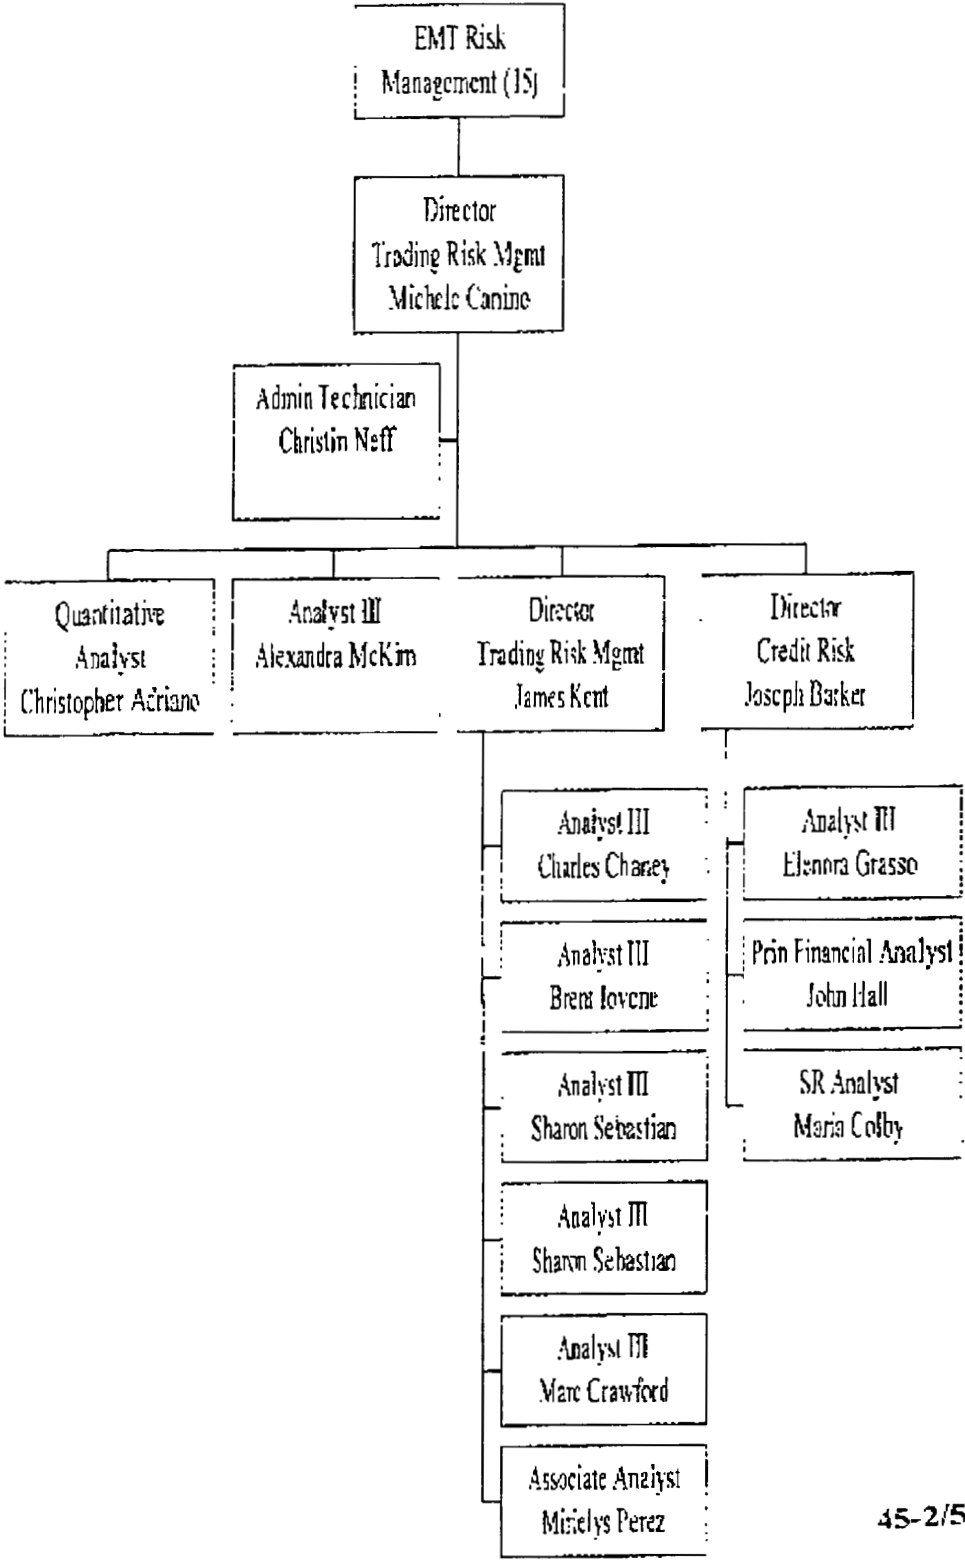 EMT Risk
Management (15)
Director
Trading Risk Mgmt
Michele Canino
Admin Technician
Christin Neff
Quantitative
Analyst
Christopher Adriano
Analyst III
Alexandra McKim
Director
Trading Risk Mgmt
James Kent
Director
Credit Risk
Joseph Barker
Analyst III
Charles Chaney
Analyst III
Brent Iovene
Analyst III
Sharon Sebastian
Analyst III
Sharon Sebastian
Analyst III
Marc Crawford
Associate Analyst
Perez
Analyst III
Elenora Grasso
Prin Financial Analyst
John Hall
SR Analyst
Maria Colby
45-2/5